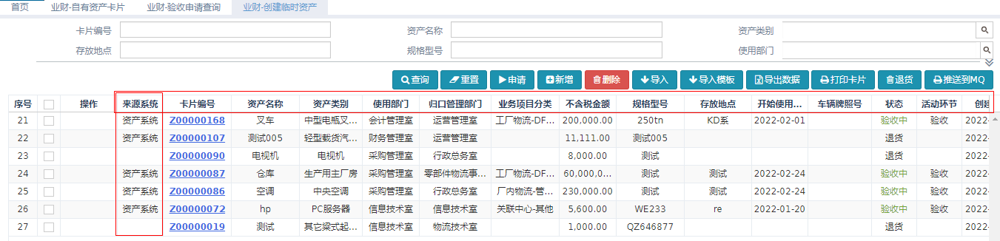 首页 业财-自有资产卡片 业财-验收申请查询 业财-创建临时资产
卡片编号 资产名称 资产类别
存放地点 规格型号 使用部门
查询 重置 申请 新增 删除 导入 导入模板 导出数据 打印卡片 退货 推送到MQ
序号 操作 来源系统 卡片编号 资产名称 资产类别 使用部门 归口管理部门 业务项目分类 不含税金额 规格型号 存放地点 开始使用... 车辆牌照号 状态 活动环节 创建
21 资产系统 Z00000168 叉车 中型电瓶叉... 会计管理室 运营管理室 工厂物流-DF... 200,000.00 250tn KD系 2022-02-01 验收中 验收 2022-
22 资产系统 Z00000107 测试005 轻型载货汽... 财务管理室 运营管理室 11,111.00 测试005 退货 2022-
23 Z00000090 电视机 电视机 采购管理室 行政总务室 8,000.00 测试 退货 2022-
24 资产系统 Z00000087 仓库 生产用主厂房 采购管理室 零部件物流事... 工厂物流-DF... 60,000,0... 测试 测试 2022-02-24 验收中 验收 2022-
25 资产系统 Z00000086 空调 中央空调 采购管理室 行政总务室 厂内物流-管... 230,000.00 测试 测试 2022-02-24 验收中 验收 2022-
26 资产系统 Z00000072 hp PC服务器 信息技术室 信息技术室 关联中心-其他 5,600.00 WE233 re 2022-01-20 验收中 验收 2022-
27 Z00000019 测试 其它梁式起... 信息技术室 物流技术室 1,000.00 QZ646877 退货 2022-